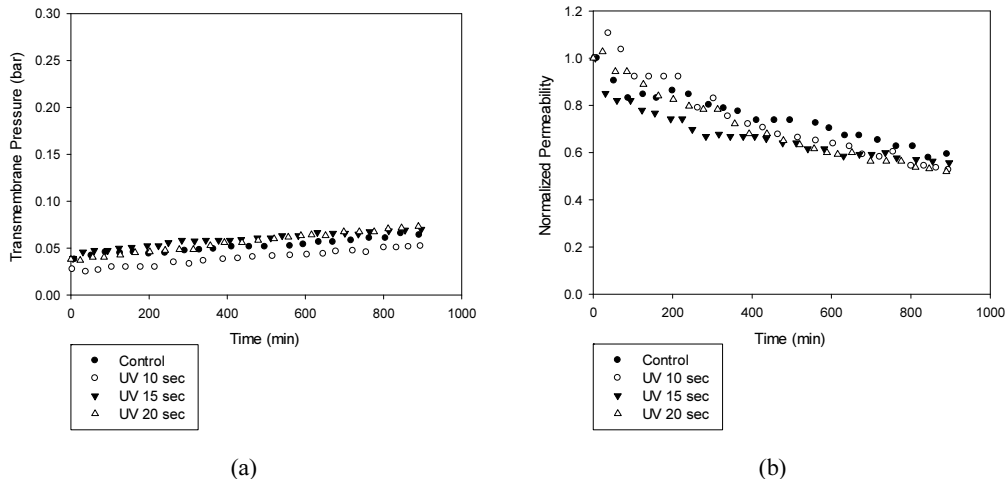 Transmembrane Pressure (bar)
0.30
0.25
0.20
0.15
0.10
0.05
0.00
0 200 400 600 800 1000
Time (min)
Control
UV 10 sec
UV 15 sec
UV 20 sec
(a)
Normalized Permeability
1.2
1.0
0.8
0.6
0.4
0.2
0.0
0 200 400 600 800 1000
Time (min)
Control
UV 10 sec
UV 15 sec
UV 20 sec
(b)